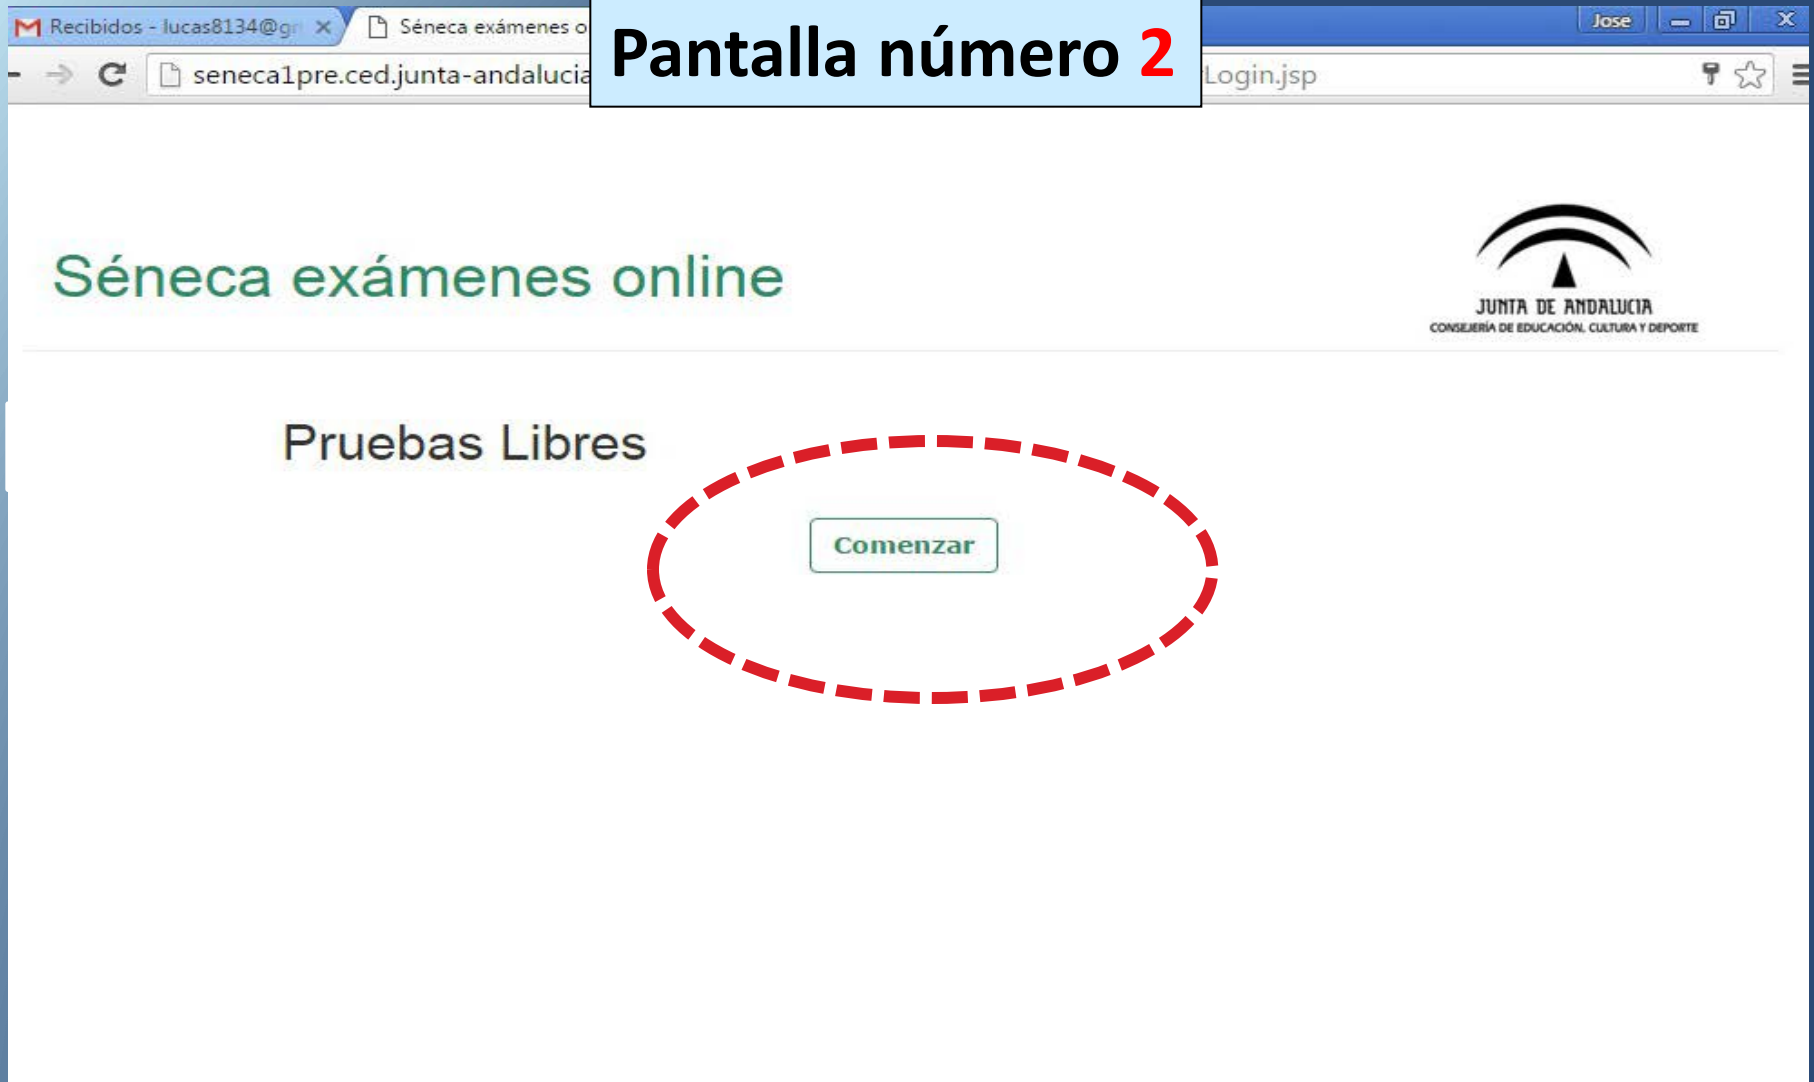 Recibidos - lucas8134@g
Séneca exámenes o
Jose
Pantalla número 2
seneca1pre.ced.junta-andalucia
Login.jsp
Séneca exámenes online
JUNTA DE ANDALUCIA
CONSEJERÍA DE EDUCACIÓN, CULTURA Y DEPORTE
Pruebas Libres
Comenzar